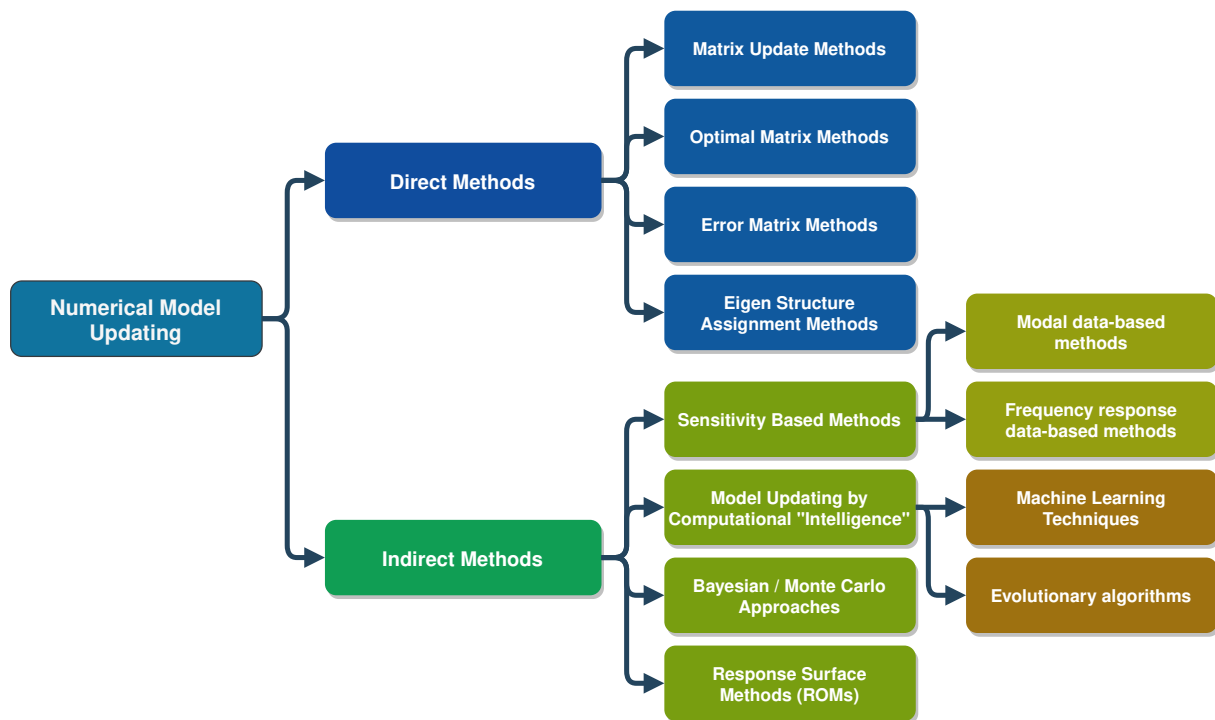 Numerical Model
Updating
Direct Methods
Matrix Update Methods
Optimal Matrix Methods
Error Matrix Methods
Eigen Structure
Assignment Methods
Indirect Methods
Sensitivity Based Methods
Modal data-based
methods
Frequency response
data-based methods
Model Updating by
Computational "Intelligence"
Machine Learning
Techniques
Evolutionary algorithms
Bayesian / Monte Carlo
Approaches
Response Surface
Methods (ROMs)